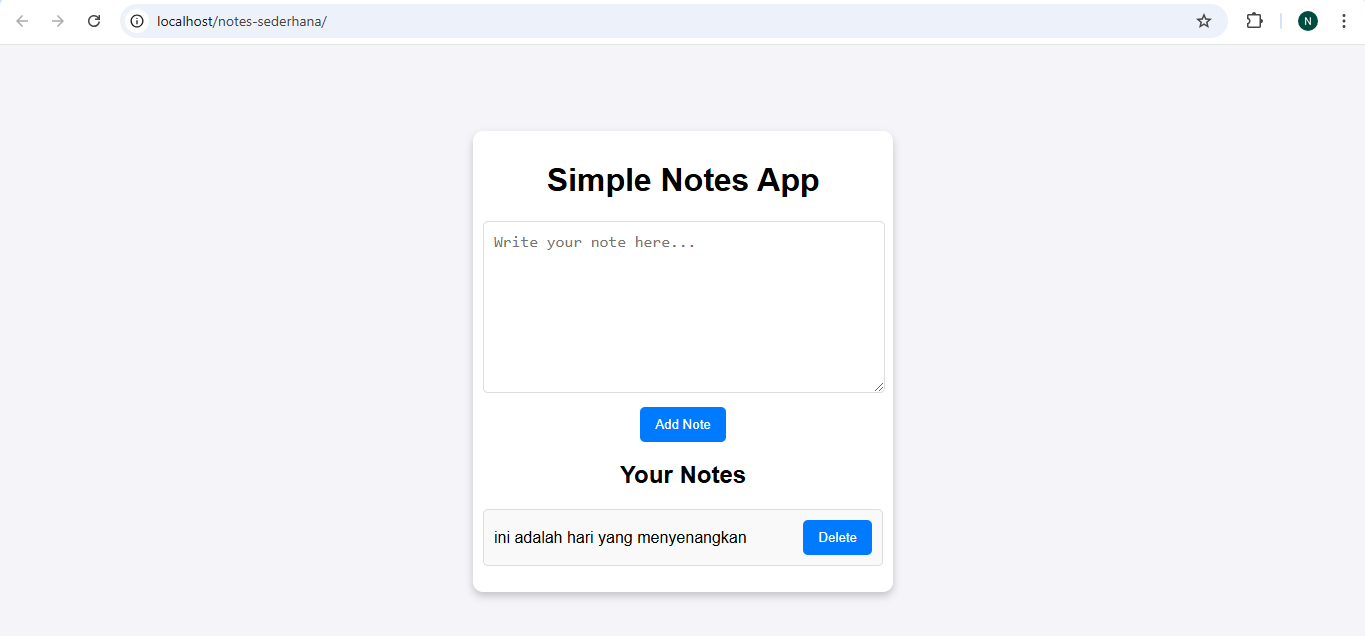 localhost/notes-sederhana/
N
Simple Notes App
Write your note here...
Add Note
Your Notes
ini adalah hari yang menyenangkan
Delete